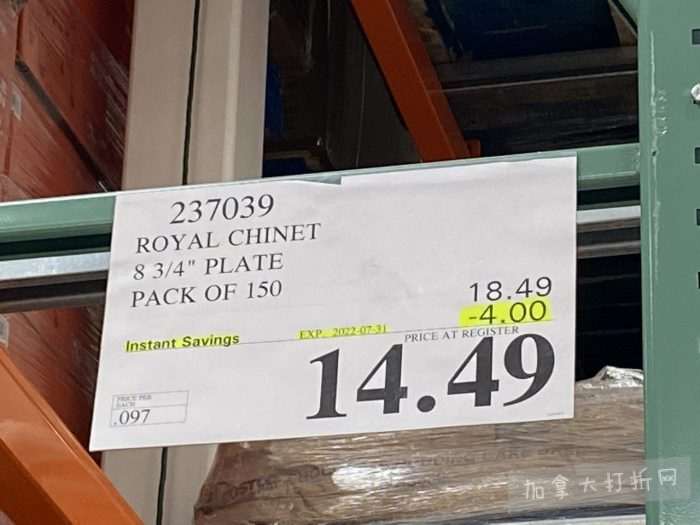 237039
ROYAL CHINET
8 3/4" PLATE
PACK OF 150
18.49
-4.00
Instant Savings
EXP. 2022-07-31
PRICE AT REGISTER
14.49
PRICE PER
EACH
.097
加拿大打折网